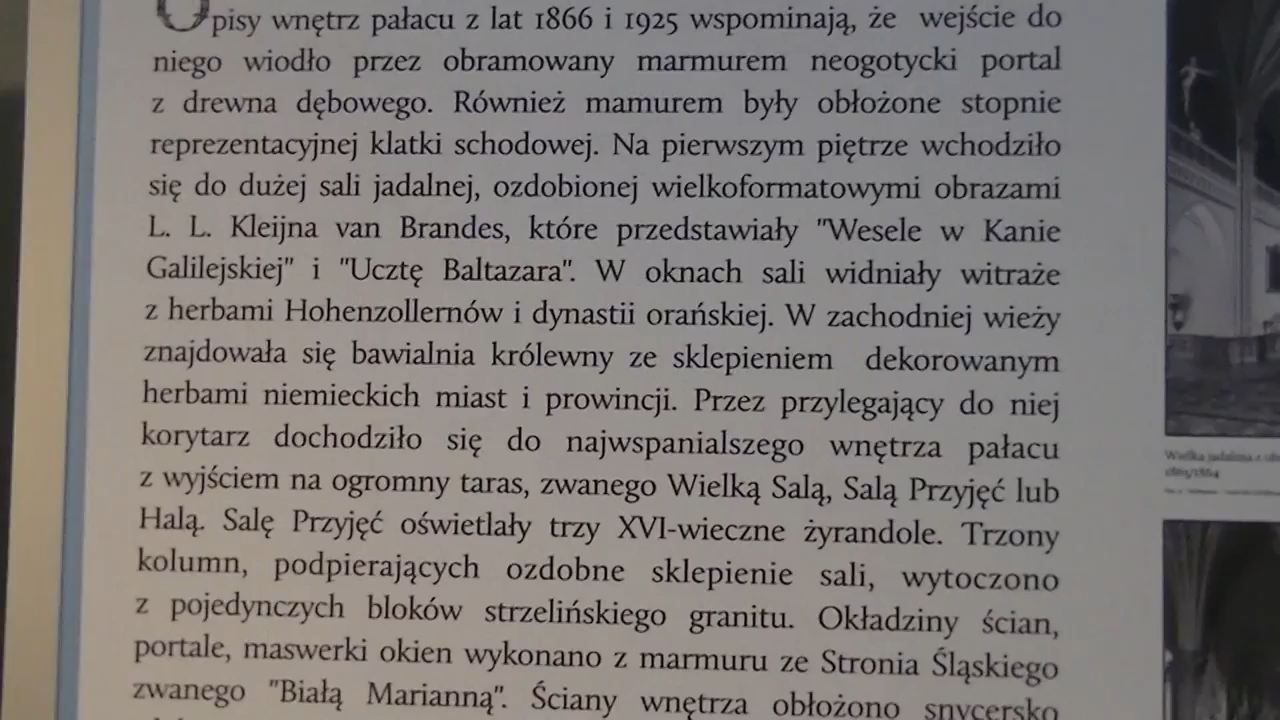 Opisy wnętrz pałacu z lat 1866 i 1925 wspominają, że wejście do
niego wiodło przez obramowany marmurem neogotycki portal
z drewna dębowego. Również mamurem były obłożone stopnie
reprezentacyjnej klatki schodowej. Na pierwszym piętrze wchodziło
się do dużej sali jadalnej, ozdobionej wielkoformatowymi obrazami
L. L. Kleijna van Brandes, które przedstawiały "Wesele w Kanie
Galilejskiej" i "Ucztę Baltazara". W oknach sali widniały witraże
z herbami Hohenzollernów i dynastii orańskiej. W zachodniej wieży
znajdowała się bawialnia królewny ze sklepieniem dekorowanym
herbami niemieckich miast i prowincji. Przez przylegający do niej
korytarz dochodziło się do najwspanialszego wnętrza pałacu
z wyjściem na ogromny taras, zwanego Wielką Salą, Salą Przyjęć lub
Halą. Salę Przyjęć oświetlały trzy XVI-wieczne żyrandole. Trzony
kolumn, podpierających ozdobne sklepienie sali, wytoczono
z pojedynczych bloków strzelińskiego granitu. Okładziny ścian,
portale, maswerki okien wykonano z marmuru ze Stronia Śląskiego
zwanego "Białą Marianną". Ściany wnętrza obłożono snycersko
Wielka jadalnia z